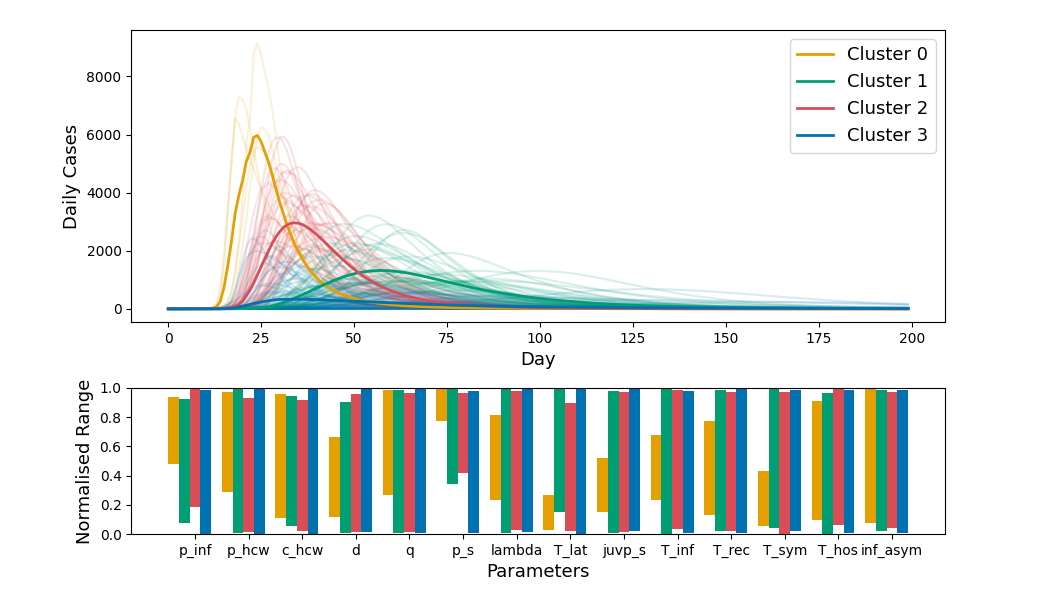 8000
6000
4000
2000
0
Daily Cases
Cluster 0
Cluster 1
Cluster 2
Cluster 3
0 25 50 75 100 125 150 175 200
Day
1.0
0.8
0.6
0.4
0.2
0.0
Normalised Range
p_inf p_hcw c_hcw d q p_s lambda T_lat juvp_s T_inf T_rec T_sym T_hos inf_asym
Parameters